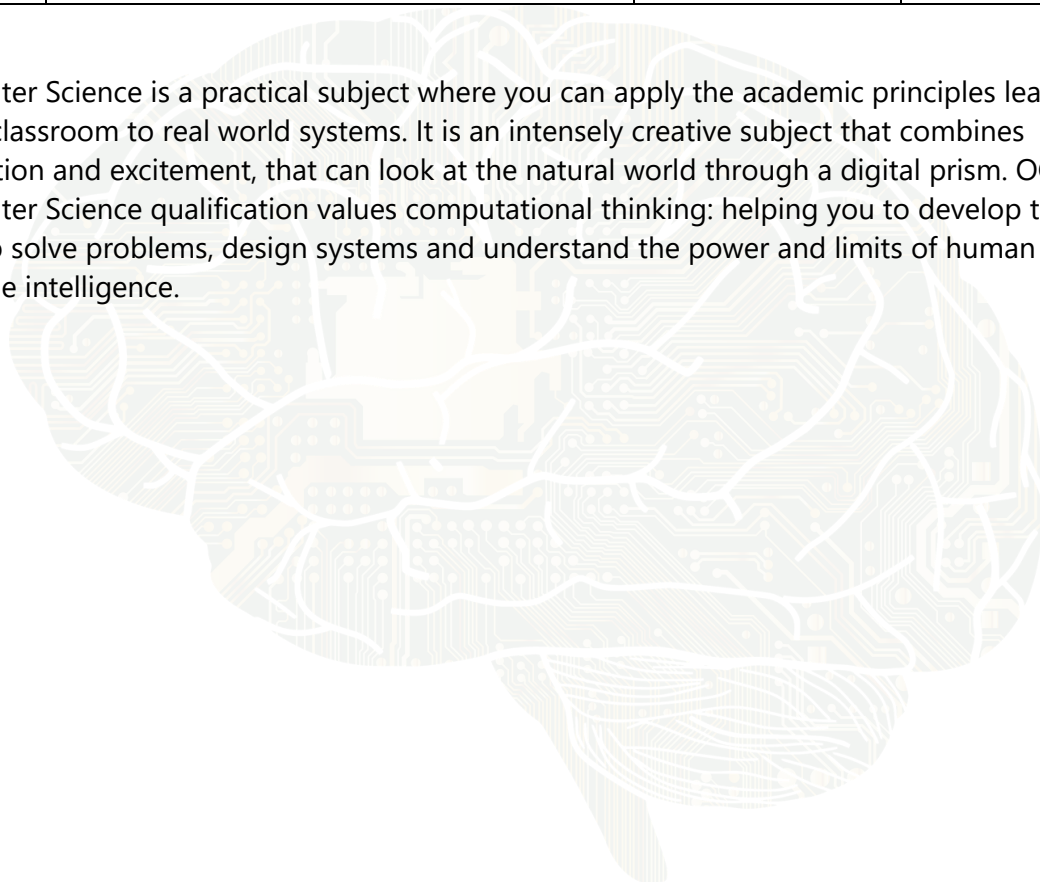 ter Science is a practical subject where you can apply the academic principles lea
classroom to real world systems. It is an intensely creative subject that combines
tion and excitement, that can look at the natural world through a digital prism. OC
ter Science qualification values computational thinking: helping you to develop t
o solve problems, design systems and understand the power and limits of human
e intelligence.